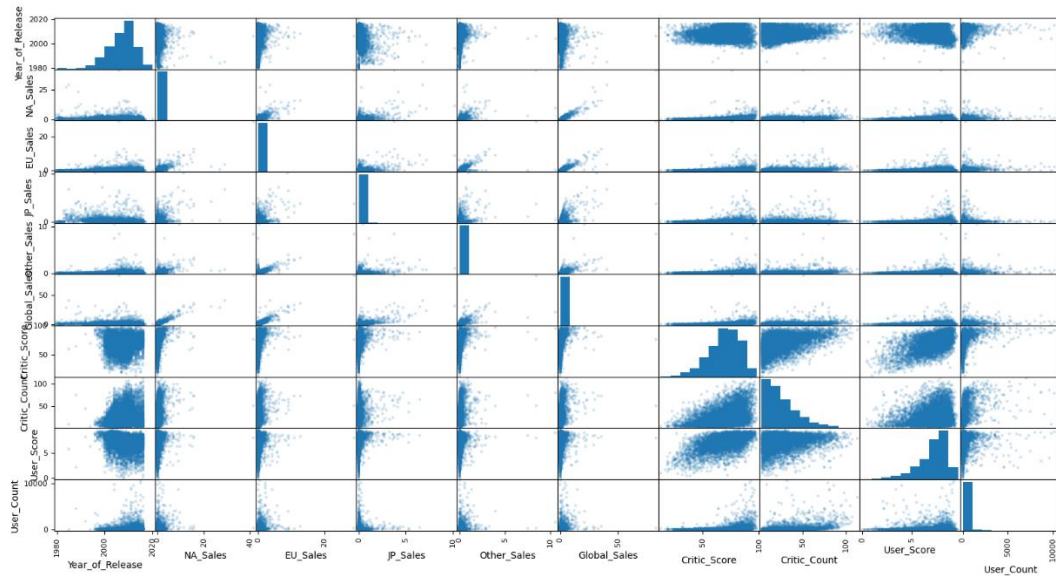 Year_of_Release
2020
2000
1980
NA_Sales
25
0
EU_Sales
20
0
JP_Sales
10
0
Other_Sales
10
0
Global_Sales
50
0
Critic_Score
100
50
Critic_Count
100
50
User_Score
5
0
User_Count
10000
0
1980 2000 2020 0 20 40 0 20 0 5 10 0 5 10 0 50 50 100 0 50 100 0 5 0 5000 10000
Year_of_Release NA_Sales EU_Sales JP_Sales Other_Sales Global_Sales Critic_Score Critic_Count User_Score User_Count